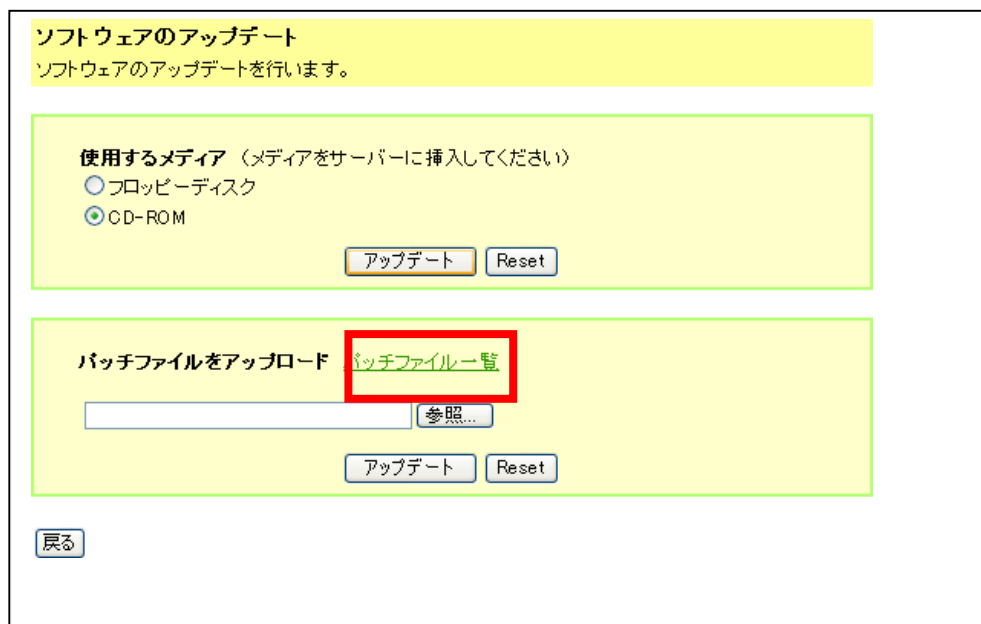 ソフトウェアのアップデート
ソフトウェアのアップデートを行います。
使用するメディア （メディアをサーバーに挿入してください）
フロッピーディスク
CD-ROM
アップデート Reset
パッチファイルをアップロード パッチファイル一覧
参照...
アップデート Reset
戻る